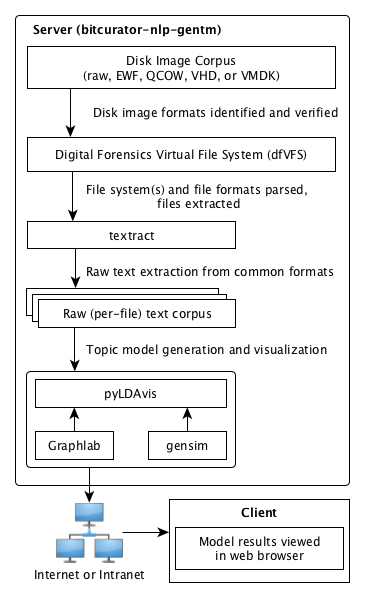 Server (bitcurator-nlp-gentm)
Disk Image Corpus
(raw, EWF, QCOW, VHD, or VMDK)
Disk image formats identified and verified
Digital Forensics Virtual File System (dfVFS)
File system(s) and file formats parsed,
files extracted
textract
Raw text extraction from common formats
Raw (per-file) text corpus
Topic model generation and visualization
pyLDAvis
Graphlab
gensim
Internet or Intranet
Client
Model results viewed
in web browser